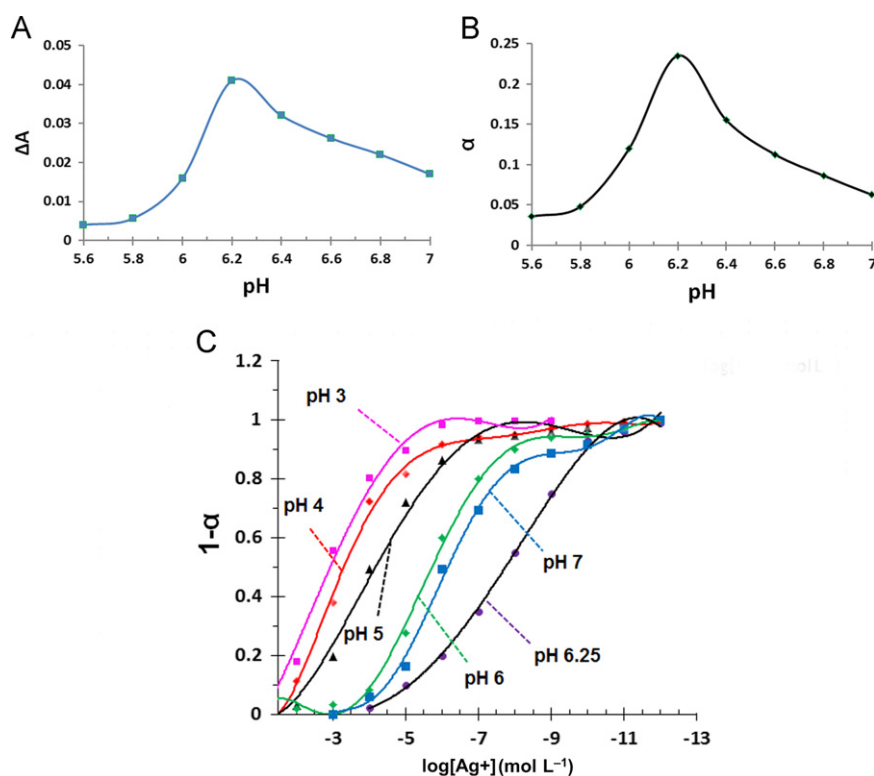 A
ΔA
0.05
0.04
0.03
0.02
0.01
0
5.6 5.8 6 6.2 6.4 6.6 6.8 7
pH
B
α
0.25
0.2
0.15
0.1
0.05
0
5.6 5.8 6 6.2 6.4 6.6 6.8 7
pH
C
1-α
1.2
1
0.8
0.6
0.4
0.2
0
pH 3
pH 4
pH 5
pH 6
pH 7
pH 6.25
-3 -5 -7 -9 -11 -13
log[Ag+] (mol L⁻¹)